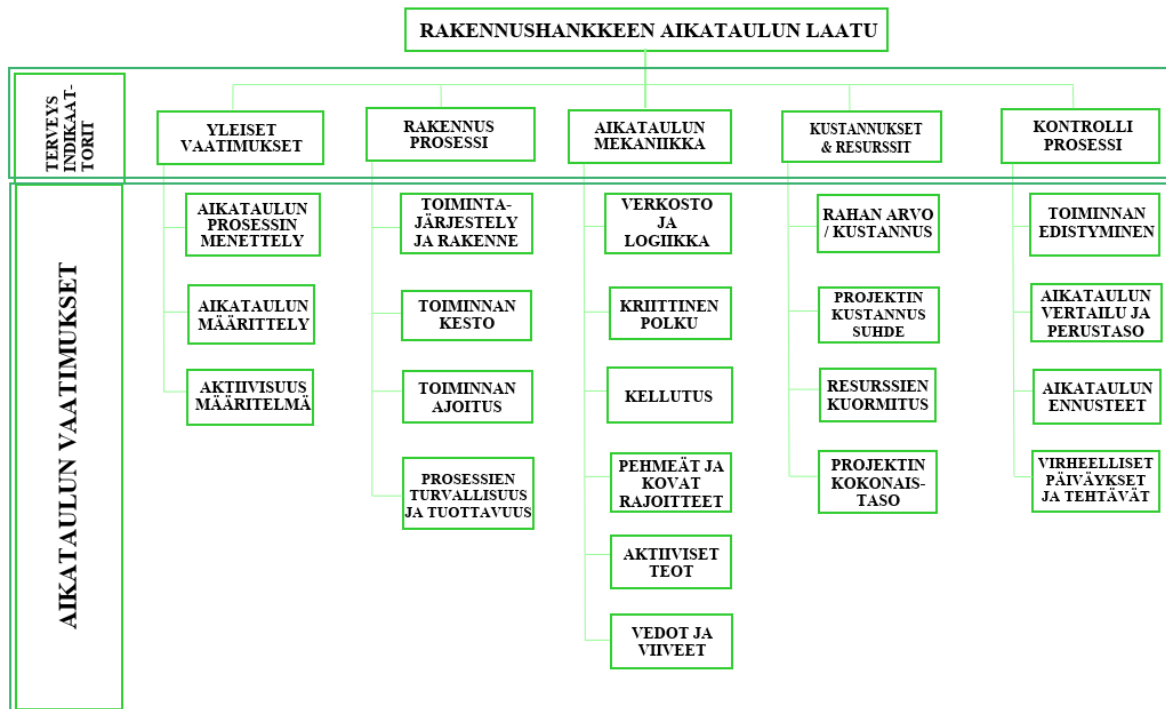 RAKENNUSHANKKEEN AIKATAULUN LAATU
TERVEYS
INDIKAAT-
TORIT
YLEISET
VAATIMUKSET
RAKENNUS
PROSESSI
AIKATAULUN
MEKANIIKKA
KUSTANNUKSET
& RESURSSIT
KONTROLLI
PROSESSI
AIKATAULUN VAATIMUKSET
AIKATAULUN
PROSESSIN
MENETTELY
AIKATAULUN
MÄÄRITTELY
AKTIIVISUUS
MÄÄRITELMÄ
TOIMINTA-
JÄRJESTELY
JA RAKENNE
TOIMINNAN
KESTO
TOIMINNAN
AJOITUS
PROSESSIEN
TURVALLISUUS
JA TUOTTAVUUS
VERKOSTO
JA
LOGIIKKA
KRIITTINEN
POLKU
KELLUTUS
PEHMEÄT JA
KOVAT
RAJOITTEET
AKTIIVISET
TEOT
VEDOT JA
VIIVEET
RAHAN ARVO
/ KUSTANNUS
PROJEKTIN
KUSTANNUS
SUHDE
RESURSSIEN
KUORMITUS
PROJEKTIN
KOKONAIS-
TASO
TOIMINNAN
EDISTYMINEN
AIKATAULUN
VERTAILU JA
PERUSTASO
AIKATAULUN
ENNUSTEET
VIRHEELLISET
PÄIVÄYKSET
JA TEHTÄVÄT